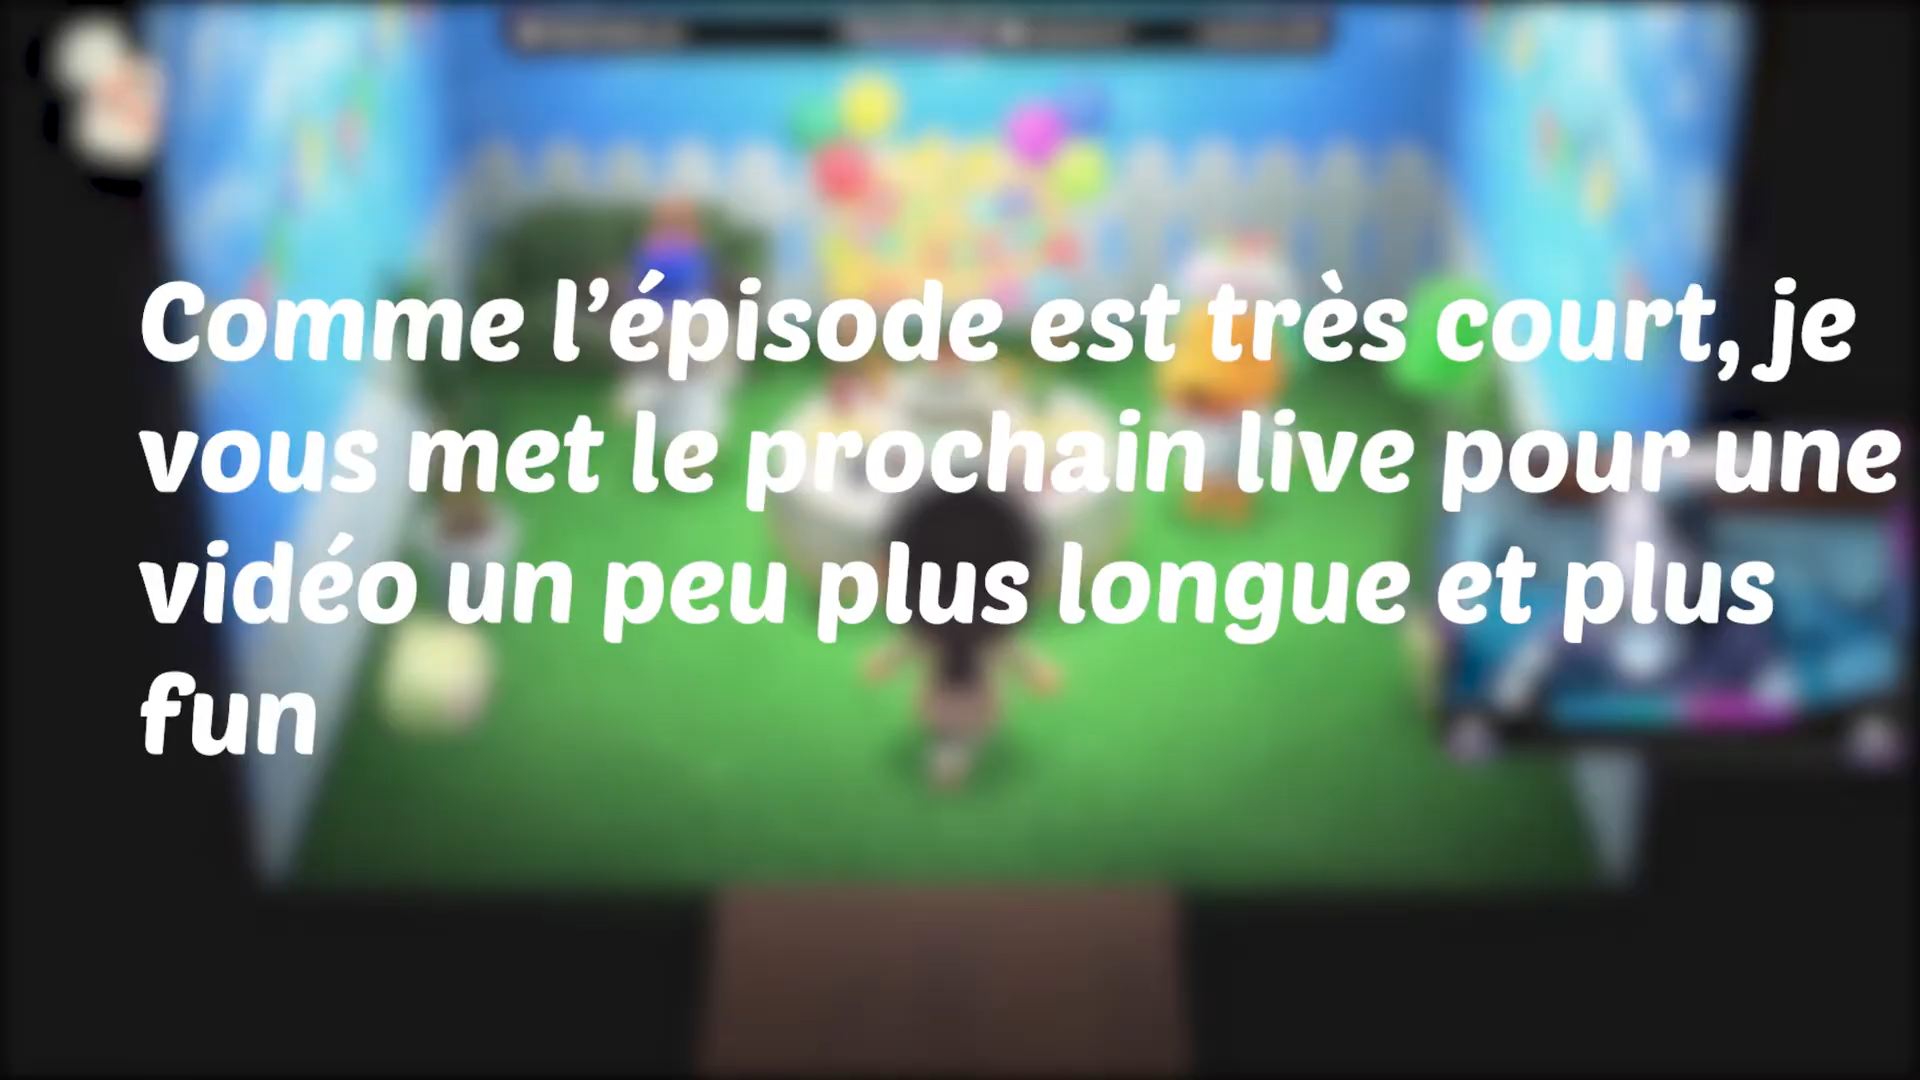 Comme l’épisode est très court, je
vous met le prochain live pour une
vidéo un peu plus longue et plus
fun